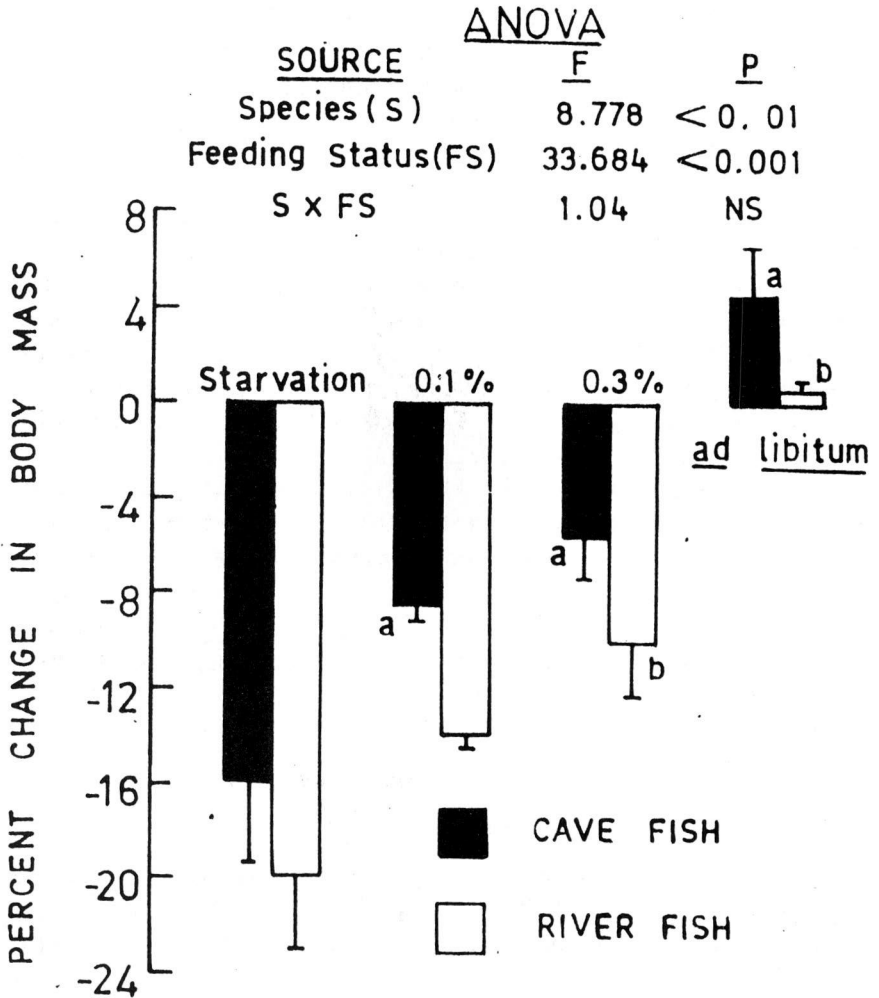 ANOVA
SOURCE F P
Species (S) 8.778 <0.01
Feeding Status(FS) 33.684 <0.001
S x FS 1.04 NS
PERCENT CHANGE IN BODY MASS
8
4
0
-4
-8
-12
-16
-20
-24
Starvation 0.1% 0.3%
ad libitum
a
b
a
a
b
CAVE FISH
RIVER FISH